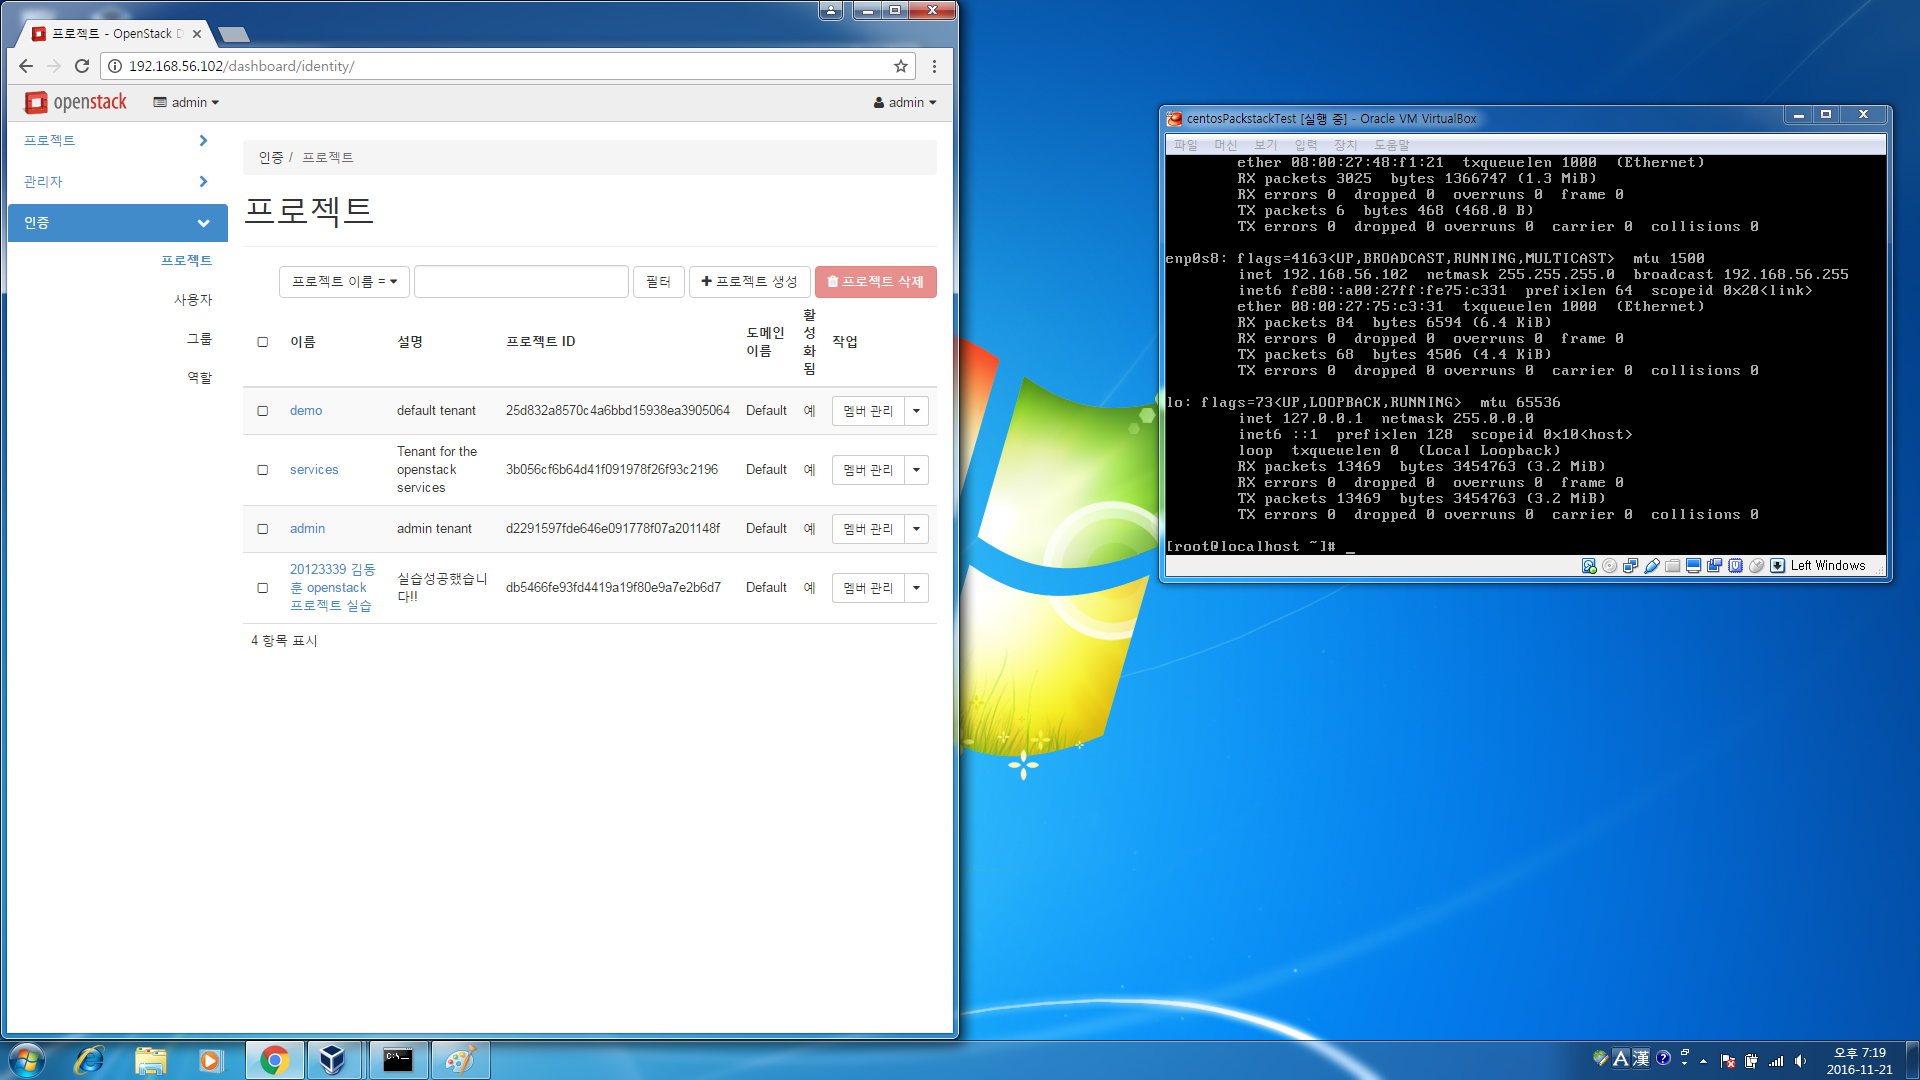 프로젝트 - OpenStack D
192.168.56.102/dashboard/identity/
openstack
admin
admin
프로젝트
관리자
인증
프로젝트
사용자
그룹
역할
인증 / 프로젝트
프로젝트
프로젝트 이름 =
필터
프로젝트 생성
프로젝트 삭제
이름 설명 프로젝트 ID 도메인 이름 활성화됨 작업
demo default tenant 25d832a8570c4a6bbd15938ea3905064 Default 예 멤버 관리
services Tenant for the openstack services 3b056cf6b64d41f091978f26f93c2196 Default 예 멤버 관리
admin admin tenant d2291597fde646e091778f07a201148f Default 예 멤버 관리
20123339 김동훈 openstack 프로젝트 실습 실습성공했습니다!! db5466fe93fd4419a19f80e9a7e2b6d7 Default 예 멤버 관리
4 항목 표시
centosPackstackTest [실행 중] - Oracle VM VirtualBox
파일 머신 보기 입력 장치 도움말
ether 08:00:27:48:f1:21 txqueuelen 1000 (Ethernet)
RX packets 3025 bytes 1366747 (1.3 MiB)
RX errors 0 dropped 0 overruns 0 frame 0
TX packets 6 bytes 468 (468.0 B)
TX errors 0 dropped 0 overruns 0 carrier 0 collisions 0
enp0s8: flags=4163<UP,BROADCAST,RUNNING,MULTICAST> mtu 1500
inet 192.168.56.102 netmask 255.255.255.0 broadcast 192.168.56.255
inet6 fe80::a00:27ff:fe75:c331 prefixlen 64 scopeid 0x20<link>
ether 08:00:27:75:c3:31 txqueuelen 1000 (Ethernet)
RX packets 84 bytes 6594 (6.4 KiB)
RX errors 0 dropped 0 overruns 0 frame 0
TX packets 68 bytes 4506 (4.4 KiB)
TX errors 0 dropped 0 overruns 0 carrier 0 collisions 0
lo: flags=73<UP,LOOPBACK,RUNNING> mtu 65536
inet 127.0.0.1 netmask 255.0.0.0
inet6 ::1 prefixlen 128 scopeid 0x10<host>
loop txqueuelen 0 (Local Loopback)
RX packets 13469 bytes 3454763 (3.2 MiB)
RX errors 0 dropped 0 overruns 0 frame 0
TX packets 13469 bytes 3454763 (3.2 MiB)
TX errors 0 dropped 0 overruns 0 carrier 0 collisions 0
[root@localhost ~]# _
Left Windows
C:\_
A 漢
오후 7:19
2016-11-21